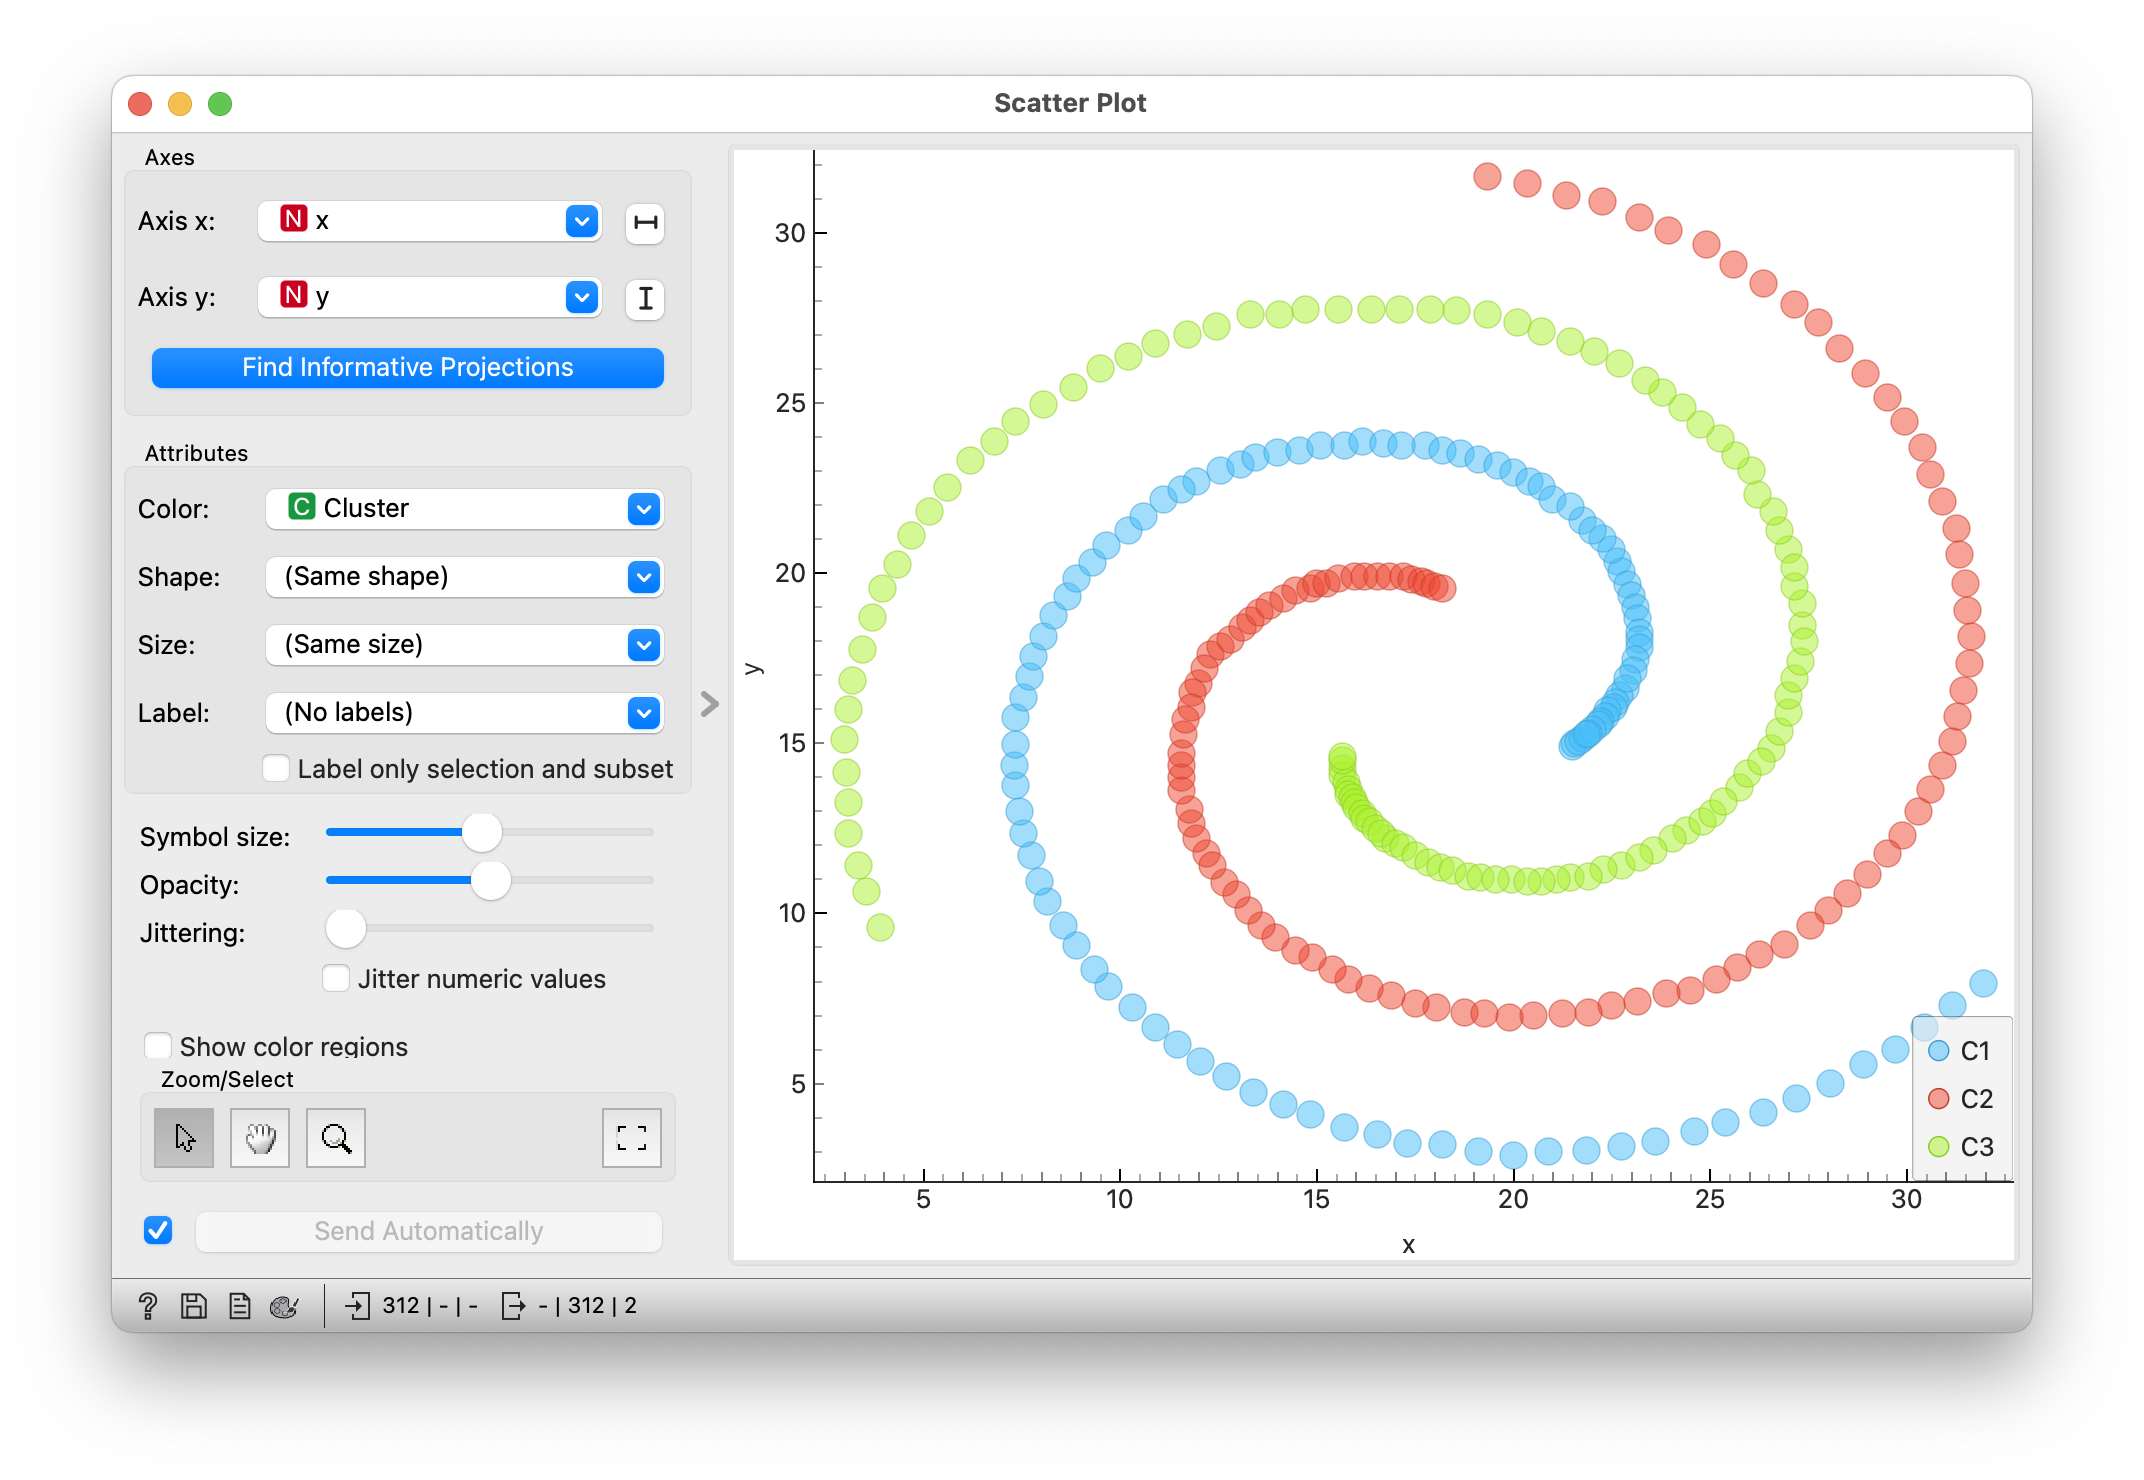 Scatter Plot
Axes
Axis x: N x
Axis y: N y
Find Informative Projections
Attributes
Color: C Cluster
Shape: (Same shape)
Size: (Same size)
Label: (No labels)
Label only selection and subset
Symbol size:
Opacity:
Jittering:
Jitter numeric values
Show color regions
Zoom/Select
Send Automatically
? 312 | - | - - | 312 | 2
30
25
20
15
10
5
y
5 10 15 20 25 30
x
C1
C2
C3